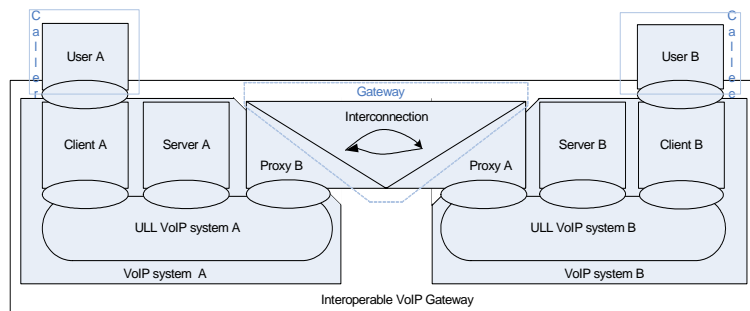 Caller
User A
User B
Callee
Gateway
Interconnection
Client A
Server A
Proxy B
Proxy A
Server B
Client B
ULL VoIP system A
ULL VoIP system B
VoIP system A
VoIP system B
Interoperable VoIP Gateway